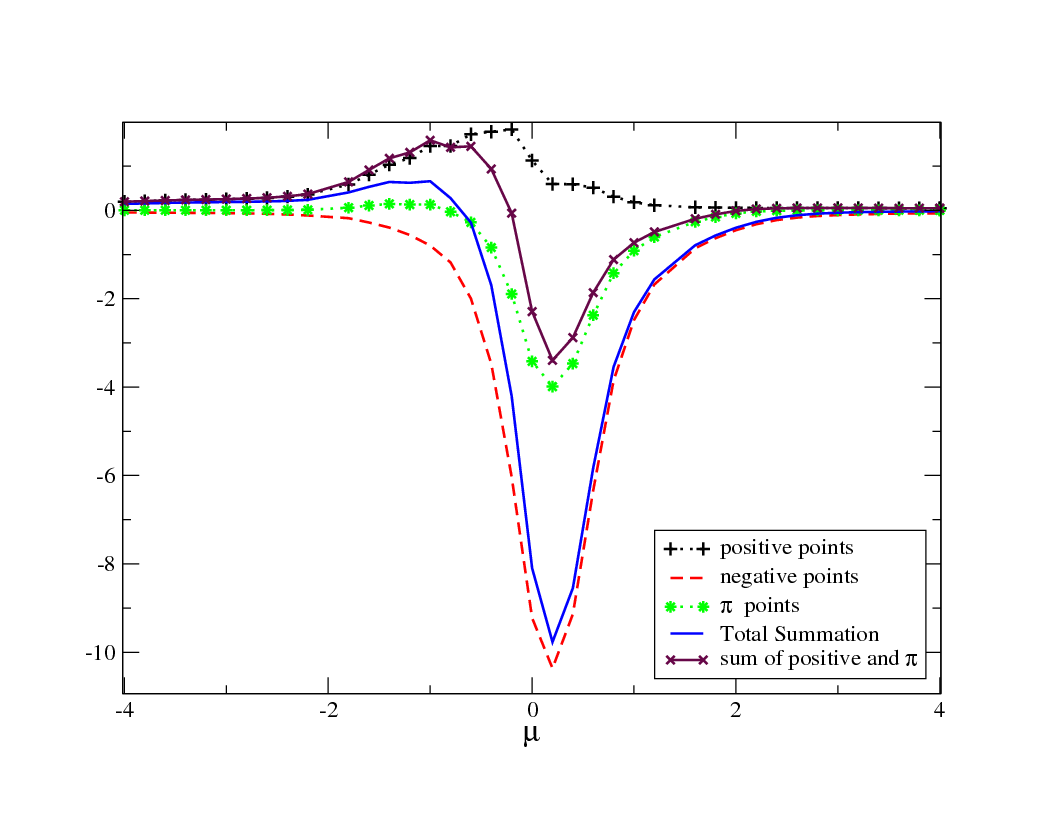 0
-2
-4
-6
-8
-10
-4 -2 0 2 4
μ
positive points
negative points
π points
Total Summation
sum of positive and π